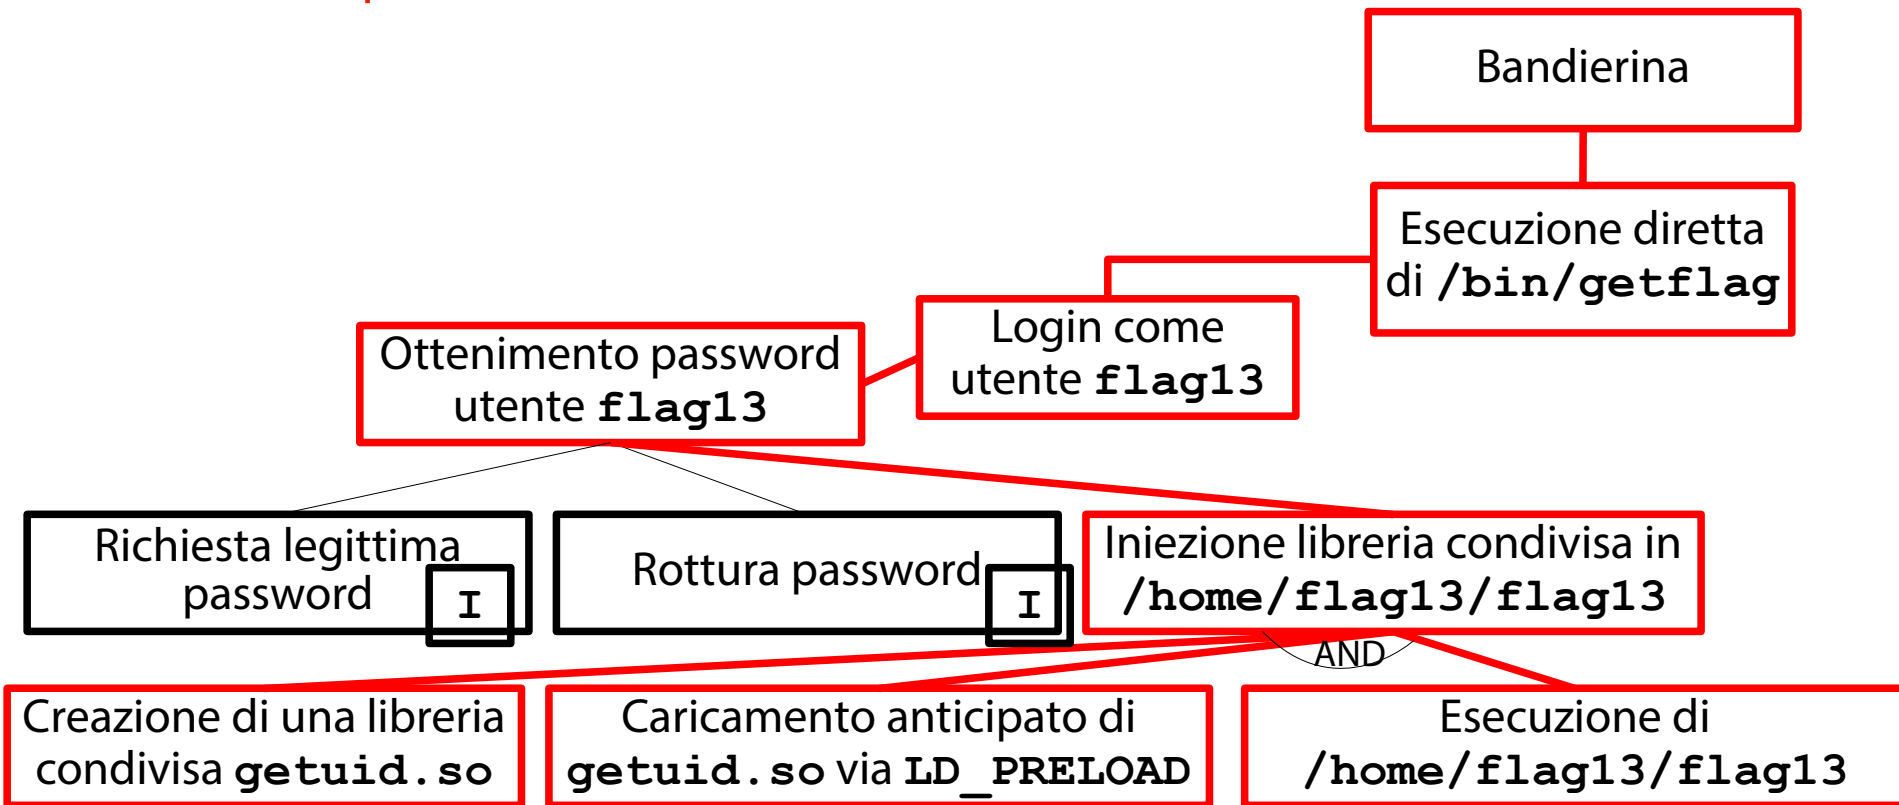 Bandierina
Esecuzione diretta
di /bin/getflag
Login come
utente flag13
Ottenimento password
utente flag13
Richiesta legittima
password
I
Rottura password
I
Iniezione libreria condivisa in
/home/flag13/flag13
AND
Creazione di una libreria
condivisa getuid.so
Caricamento anticipato di
getuid.so via LD_PRELOAD
Esecuzione di
/home/flag13/flag13